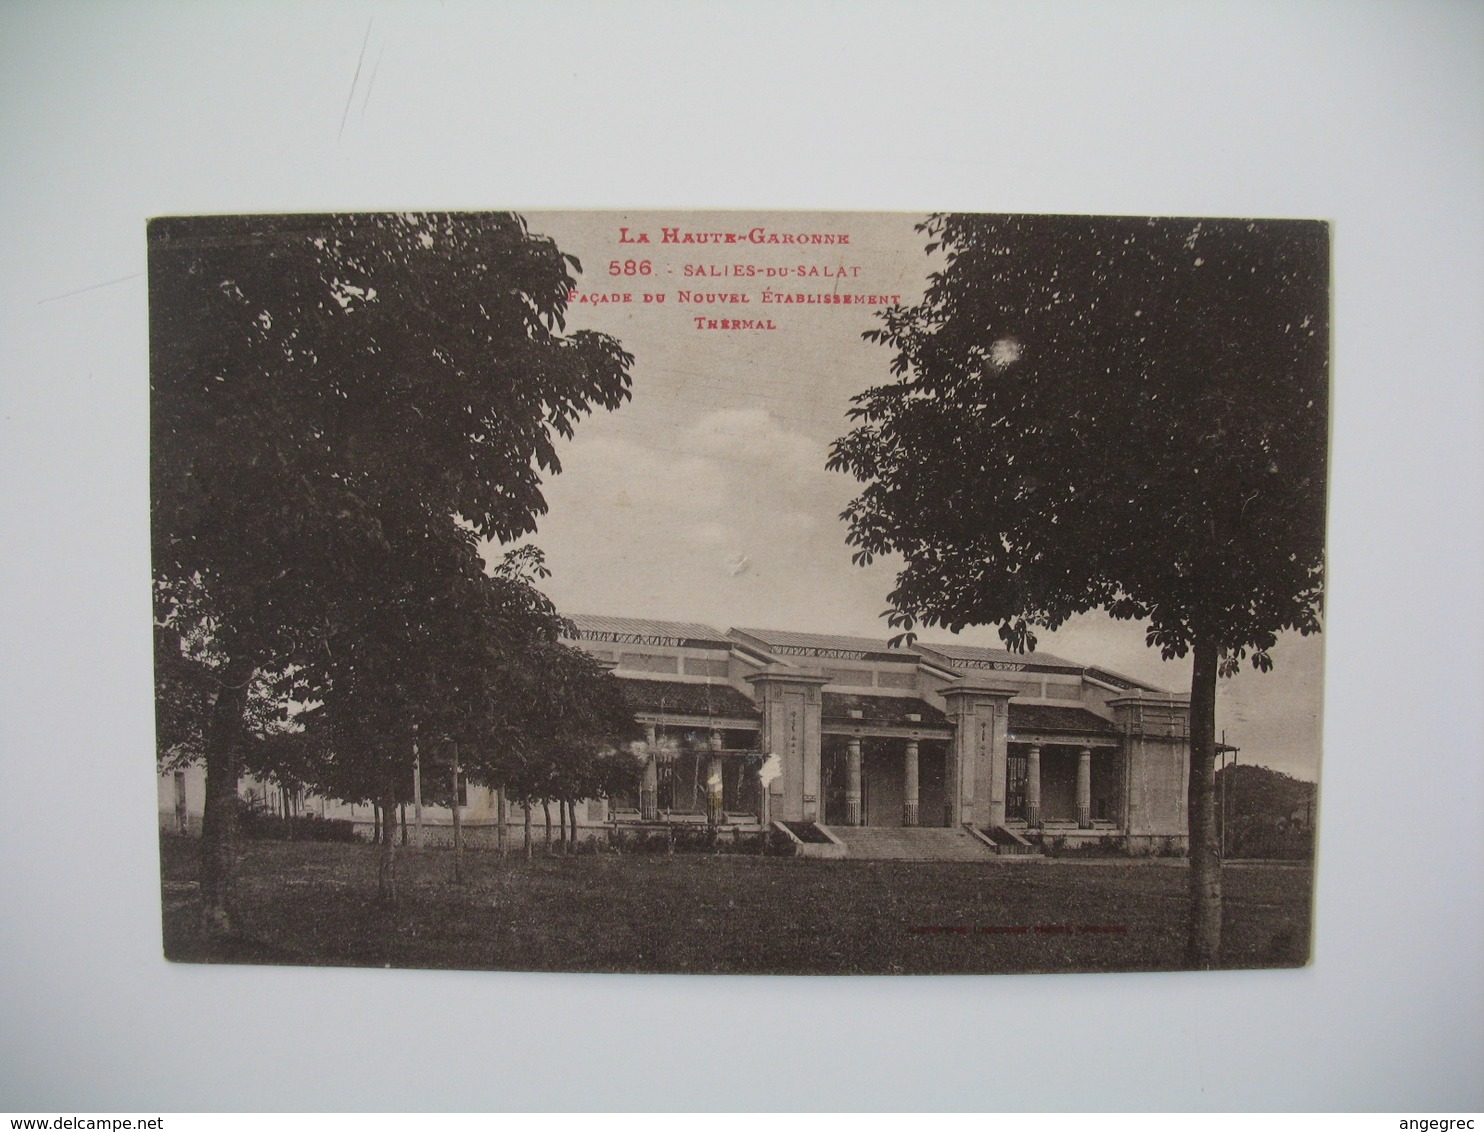 La Haute-Garonne
586. - SALIES-DU-SALAT
Façade du Nouvel Établissement
Thermal
www.delcampe.net
angegrec